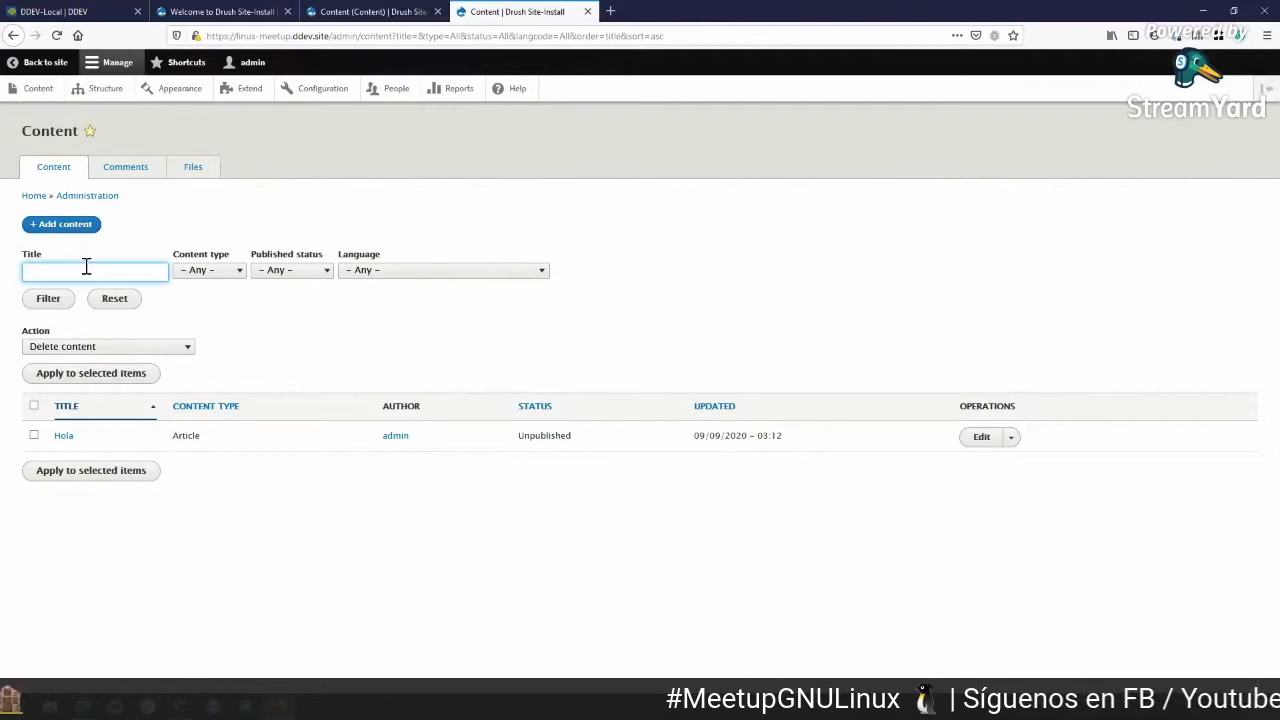 DDEV-Local | DDEV
Welcome to Drush Site-Install |
Content (Content) | Drush Site-
Content | Drush Site-Install
https://linux-meetup.ddev.site/admin/content?title=&type=All&status=All&langcode=All&order=title&sort=asc
Powered by
StreamYard
Back to site
Manage
Shortcuts
admin
Content
Structure
Appearance
Extend
Configuration
People
Reports
Help
Content
Content
Comments
Files
Home » Administration
+ Add content
Title
Content type
Published status
Language
- Any -
- Any -
- Any -
Filter
Reset
Action
Delete content
Apply to selected items
TITLE
CONTENT TYPE
AUTHOR
STATUS
UPDATED
OPERATIONS
Hola
Article
admin
Unpublished
09/09/2020 - 03:12
Edit
Apply to selected items
#MeetupGNULinux 🐧 | Síguenos en FB / Youtube